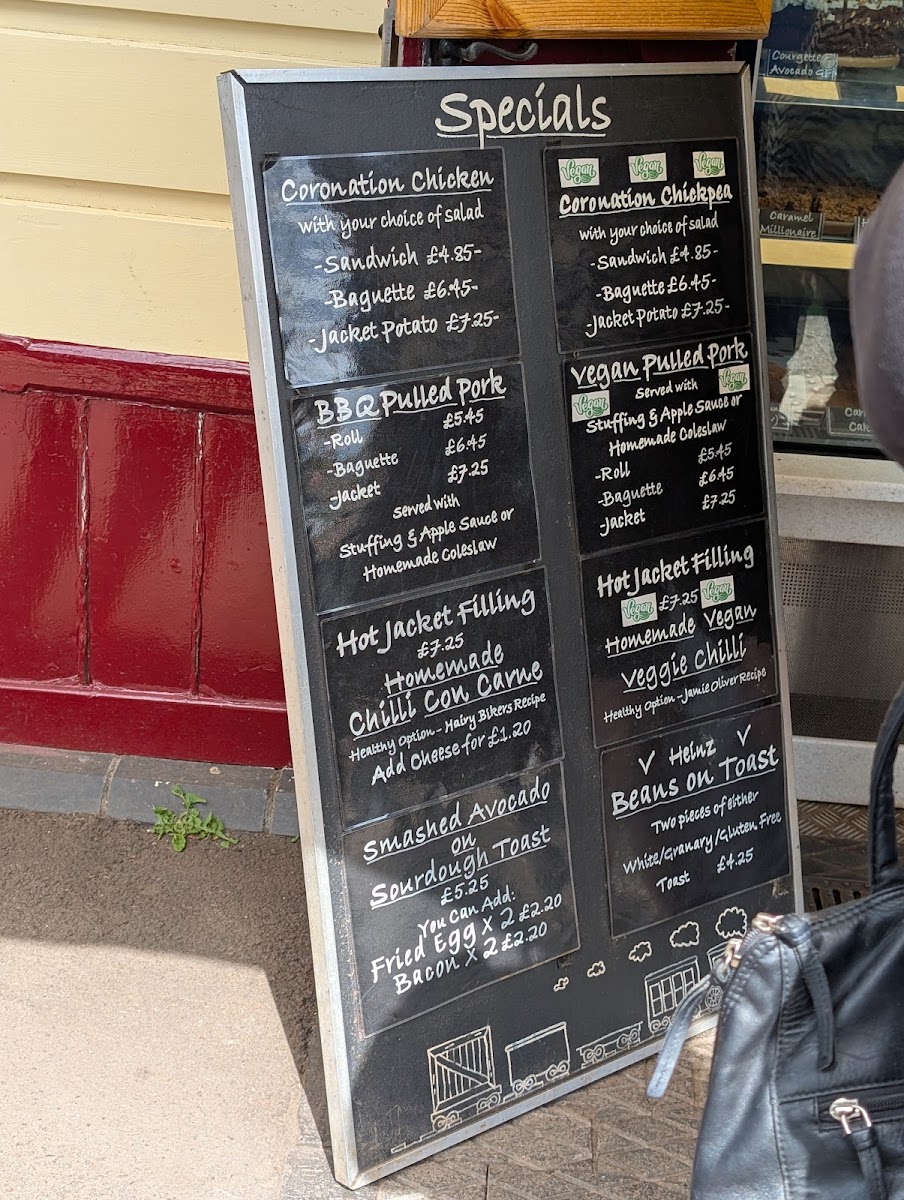 Specials
Coronation Chicken
with your choice of salad
-Sandwich £4.85-
-Baguette £6.45-
-Jacket Potato £7.25-
BBQ Pulled Pork
-Roll £5.45
-Baguette £6.45
-Jacket £7.25
Served with
Stuffing & Apple Sauce or
Homemade Coleslaw
Hot Jacket Filling
£7.25
Homemade
Chilli Con Carne
Healthy Option - Hairy Bikers Recipe
Add Cheese for £1.20
Smashed Avocado
on
Sourdough Toast
£5.25
You Can Add:
Fried Egg x 2 £2.20
Bacon x 2 £2.20
Vegan Vegan Vegan
Coronation Chickpea
with your choice of salad
-Sandwich £4.85-
-Baguette £6.45-
-Jacket Potato £7.25-
Vegan Pulled Pork
Served with Vegan
Vegan Stuffing & Apple Sauce or
Homemade Coleslaw
-Roll £5.45
-Baguette £6.45
-Jacket £7.25
Hot Jacket Filling
Vegan £7.25 Vegan
Homemade Vegan
Veggie Chilli
Healthy Option - Jamie Oliver Recipe
V Heinz V
Beans on Toast
Two pieces of either
White/Granary/Gluten Free
Toast £4.25
Courgette
Avocado GF
Caramel
Millionaire